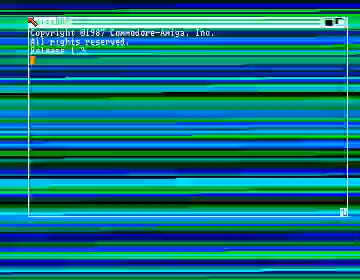 Copyright ©1987 Commodore-Amiga, Inc.
All rights reserved.
Release 1.3